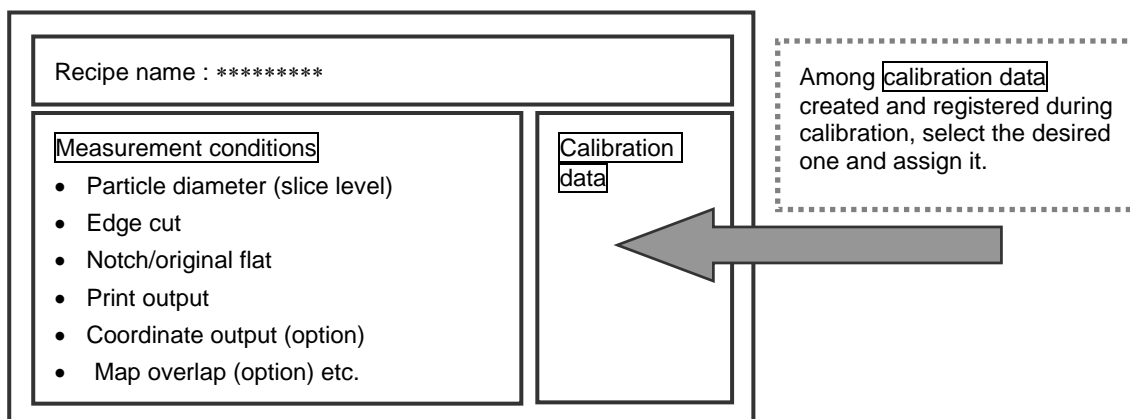 Recipe name : *********
Measurement conditions
• Particle diameter (slice level)
• Edge cut
• Notch/original flat
• Print output
• Coordinate output (option)
• Map overlap (option) etc.
Calibration
data
Among calibration data
created and registered during
calibration, select the desired
one and assign it.